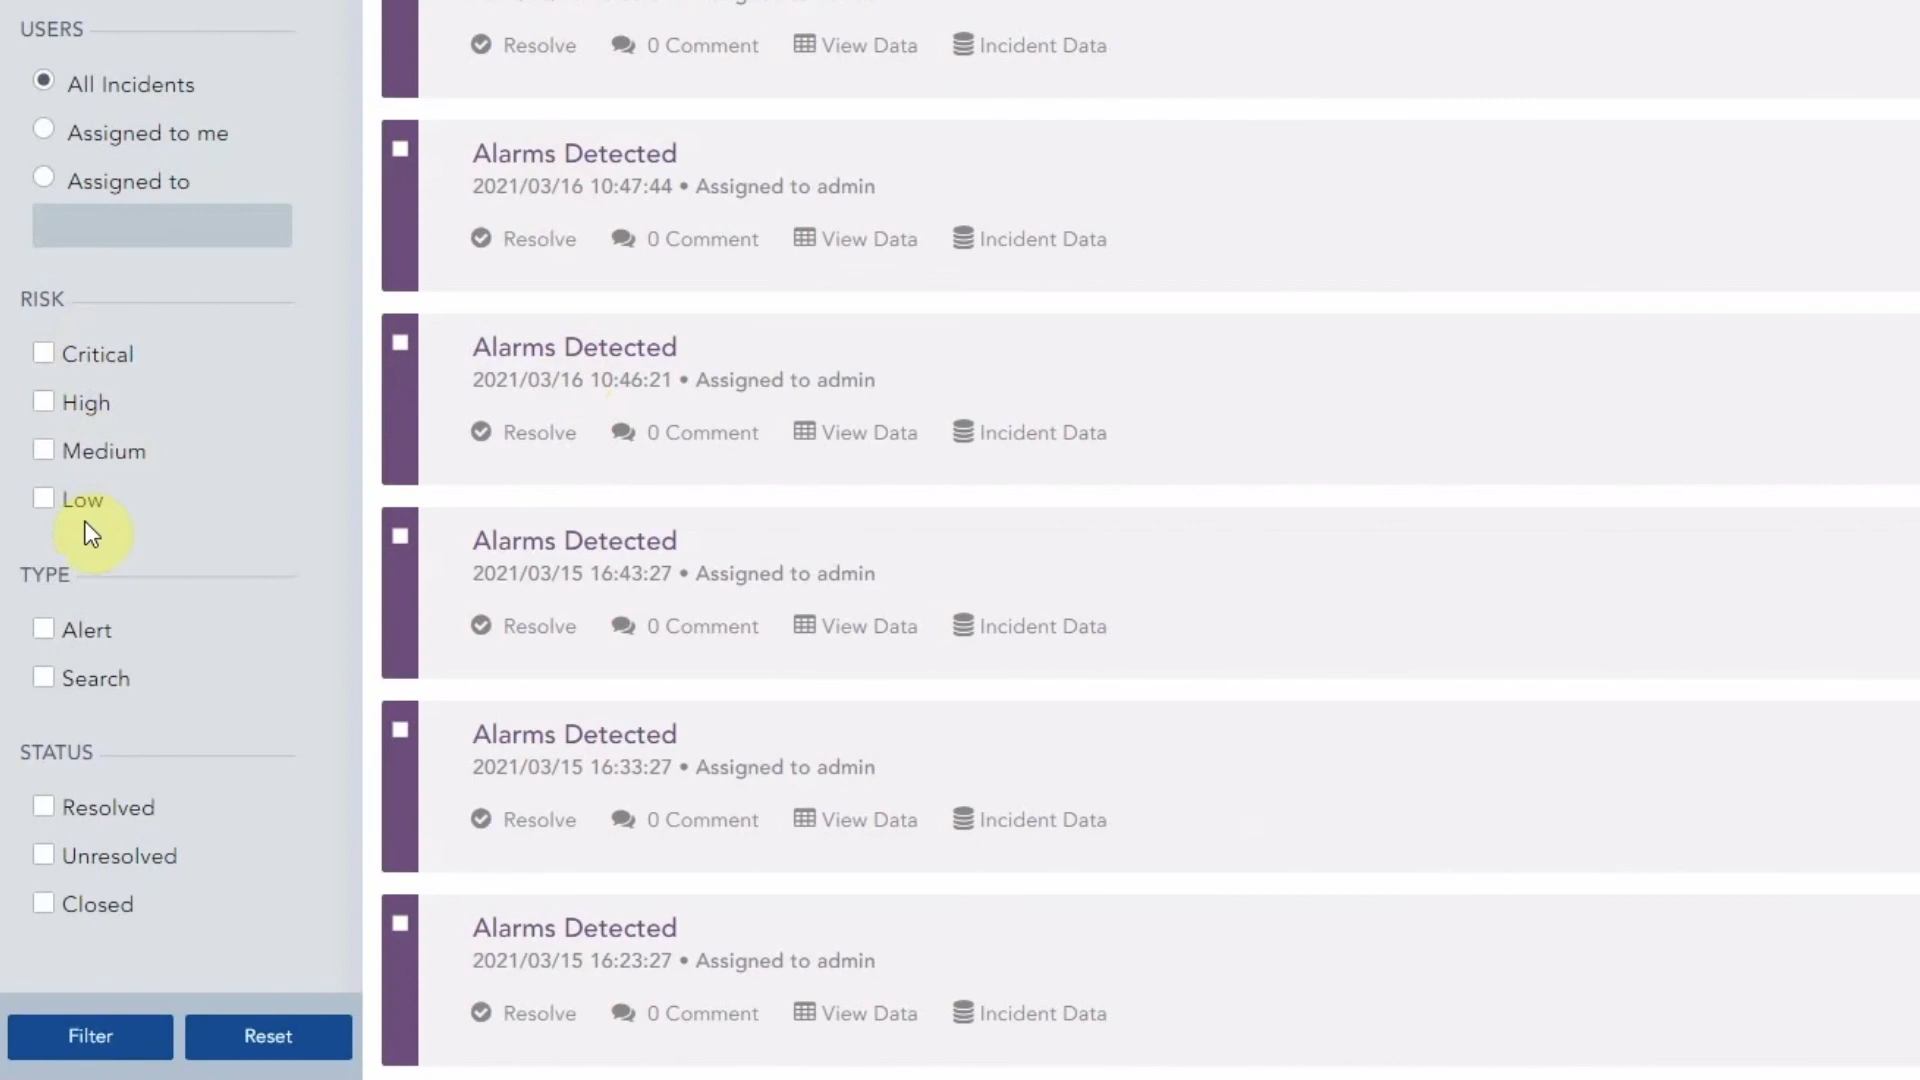 USERS
All Incidents
Assigned to me
Assigned to
RISK
Critical
High
Medium
Low
TYPE
Alert
Search
STATUS
Resolved
Unresolved
Closed
Filter Reset
Resolve 0 Comment View Data Incident Data
Alarms Detected
2021/03/16 10:47:44 • Assigned to admin
Resolve 0 Comment View Data Incident Data
Alarms Detected
2021/03/16 10:46:21 • Assigned to admin
Resolve 0 Comment View Data Incident Data
Alarms Detected
2021/03/15 16:43:27 • Assigned to admin
Resolve 0 Comment View Data Incident Data
Alarms Detected
2021/03/15 16:33:27 • Assigned to admin
Resolve 0 Comment View Data Incident Data
Alarms Detected
2021/03/15 16:23:27 • Assigned to admin
Resolve 0 Comment View Data Incident Data